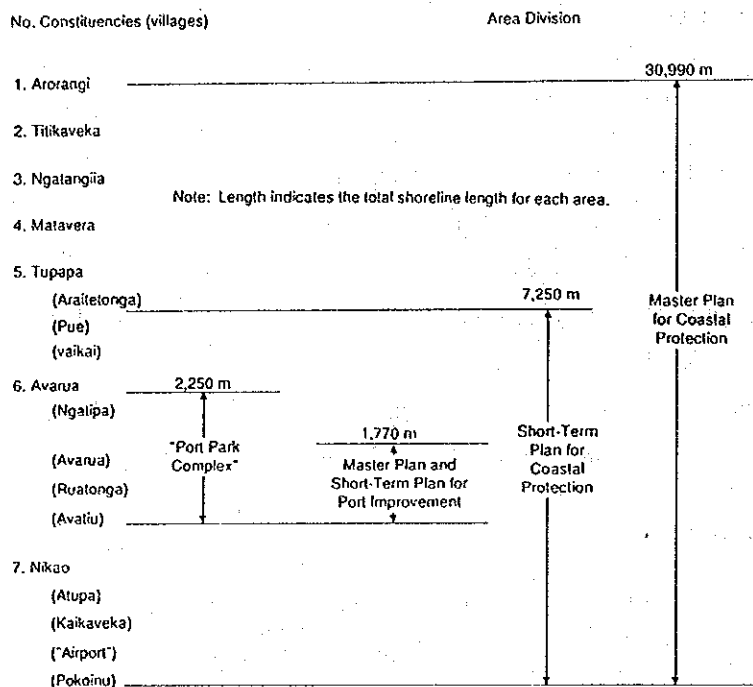 No. Constituencies (villages)
Area Division
30,990 m
1. Arorangi
2. Titikaveka
3. Ngatangiia
Note: Length indicates the total shoreline length for each area.
4. Matavera
5. Tupapa
(Araitetonga)
7,250 m
Master Plan
for Coastal
Protection
(Pue)
(vaikai)
6. Avarua
2,250 m
(Ngatipa)
"Port Park
Complex"
1,770 m
Master Plan and
Short-Term Plan for
Port Improvement
Short-Term
Plan for
Coastal
Protection
(Avarua)
(Ruatonga)
(Avatiu)
7. Nikao
(Atupa)
(Kaikaveka)
("Airport")
(Pokoinu)